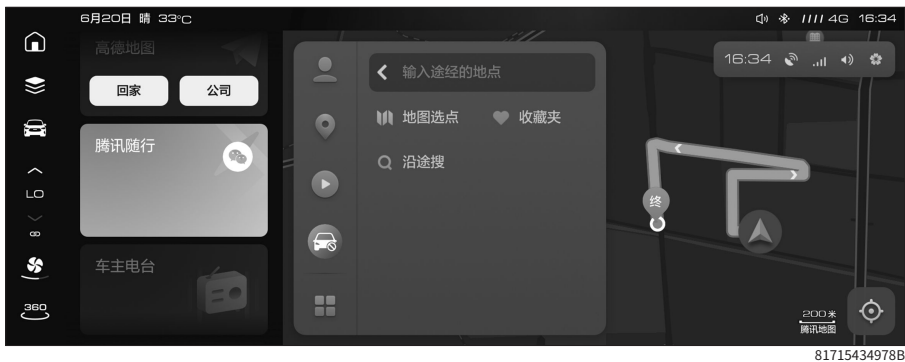 6月20日 晴 33°C
4G 16:34
高德地图
回家
公司
腾讯随行
车主电台
LO
360
输入途经的地点
地图选点
收藏夹
沿途搜
16:34
终
200米
腾讯地图
81715434978B